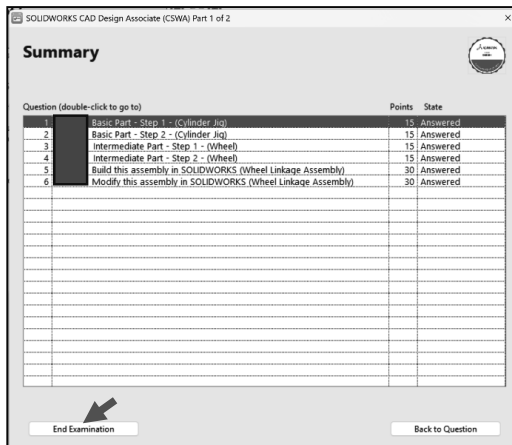 SOLIDWORKS CAD Design Associate (CSWA) Part 1 of 2
Summary
Question (double-click to go to) Points State
1 Basic Part - Step 1 - (Cylinder Jig) 15 Answered
2 Basic Part - Step 2 - (Cylinder Jig) 15 Answered
3 Intermediate Part - Step 1 - (Wheel) 15 Answered
4 Intermediate Part - Step 2 - (Wheel) 15 Answered
5 Build this assembly in SOLIDWORKS (Wheel Linkage Assembly) 30 Answered
6 Modify this assembly in SOLIDWORKS (Wheel Linkage Assembly) 30 Answered
End Examination Back to Question